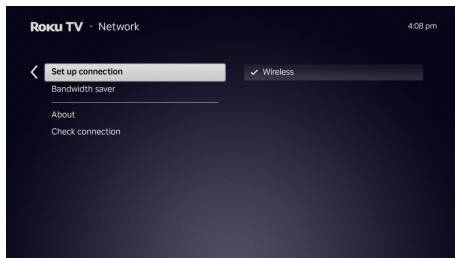 Roku TV • Network
4:08 pm
Set up connection
✓ Wireless
Bandwidth saver
About
Check connection